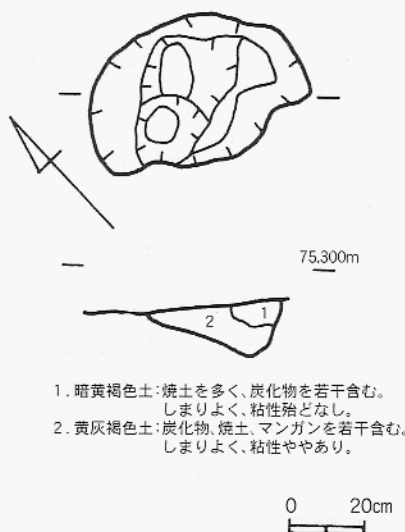 75.300m
2
1
1.暗黄褐色土:焼土を多く、炭化物を若干含む。
しまりよく、粘性殆どなし。
2.黄灰褐色土:炭化物、焼土、マンガンを若干含む。
しまりよく、粘性ややあり。
0 20cm